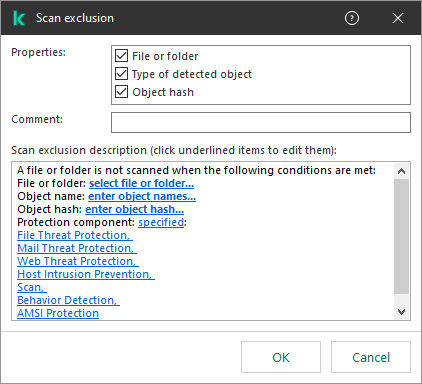 Scan exclusion
Properties:
File or folder
Type of detected object
Object hash
Comment:
Scan exclusion description (click underlined items to edit them):
A file or folder is not scanned when the following conditions are met:
File or folder: select file or folder...
Object name: enter object names...
Object hash: enter object hash...
Protection component: specified:
File Threat Protection,
Mail Threat Protection,
Web Threat Protection,
Host Intrusion Prevention,
Scan,
Behavior Detection,
AMSI Protection
OK
Cancel